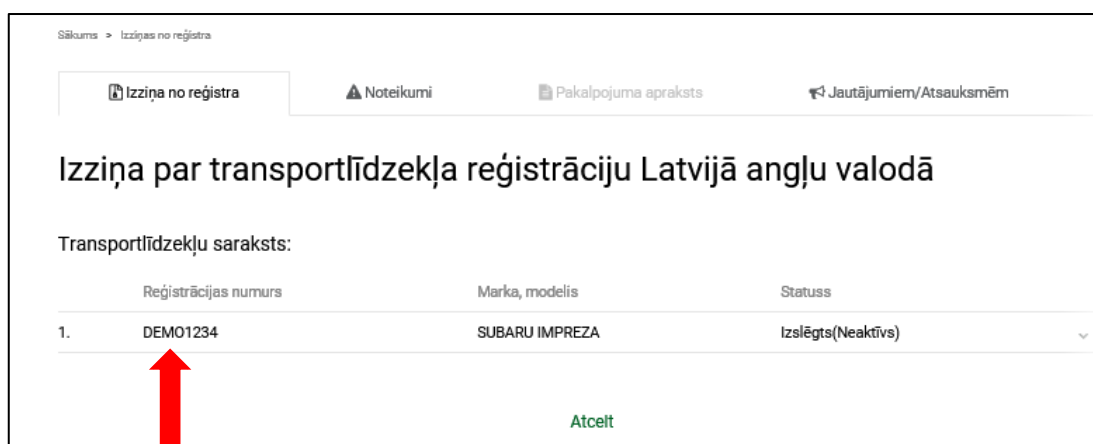 Sākums > Izziņas no reģistra
Izziņa no reģistra Noteikumi Pakalpojuma apraksts Jautājumiem/Atsauksmēm
Izziņa par transportlīdzekļa reģistrāciju Latvijā angļu valodā
Transportlīdzekļu saraksts:
Reģistrācijas numurs Marka, modelis Statuss
1. DEMO1234 SUBARU IMPREZA Izslēgts(Neaktīvs)
Atcelt